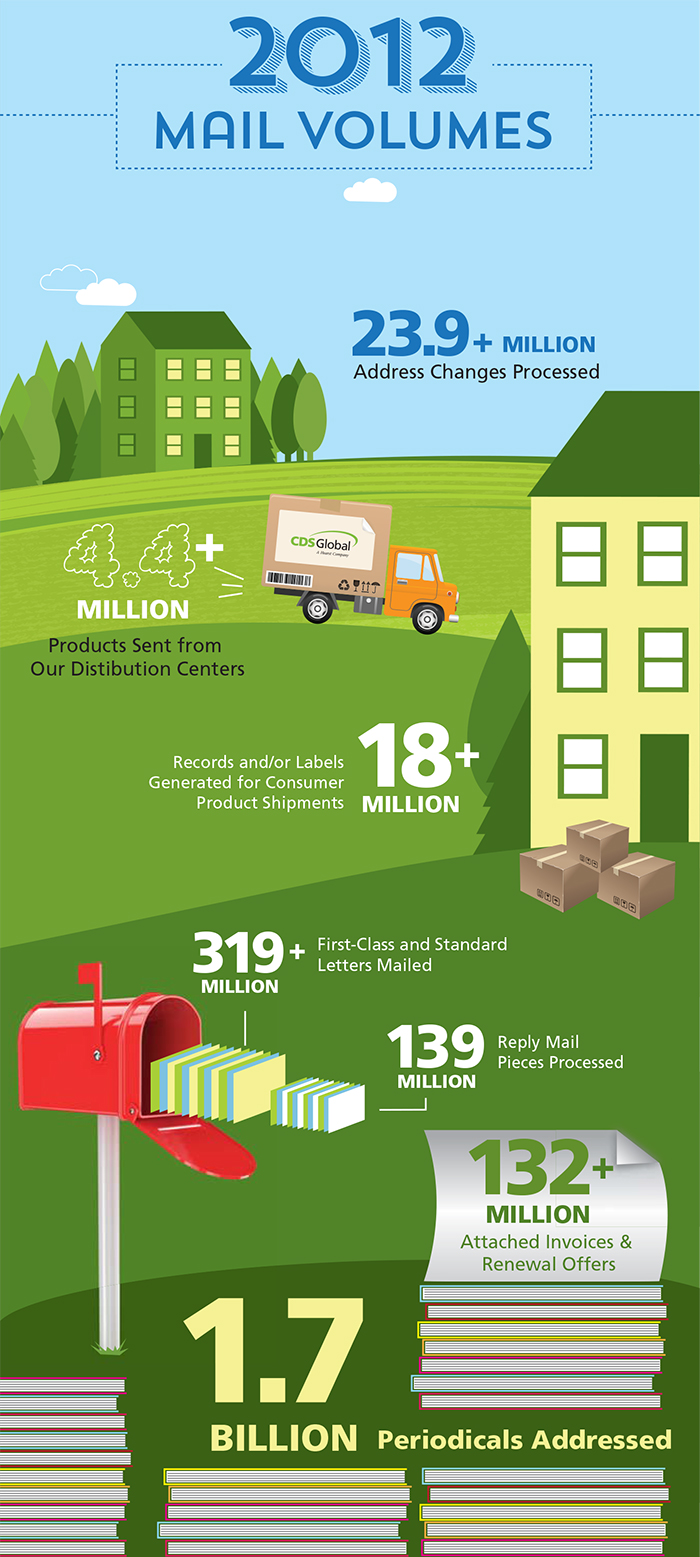 2012
MAIL VOLUMES
23.9+ MILLION
Address Changes Processed
4.4+
MILLION
Products Sent from
Our Distibution Centers
CDSGlobal
A Hearst Company
Records and/or Labels
Generated for Consumer
Product Shipments
18+
MILLION
319+
MILLION
First-Class and Standard
Letters Mailed
139
MILLION
Reply Mail
Pieces Processed
132+
MILLION
Attached Invoices &
Renewal Offers
1.7
BILLION
Periodicals Addressed